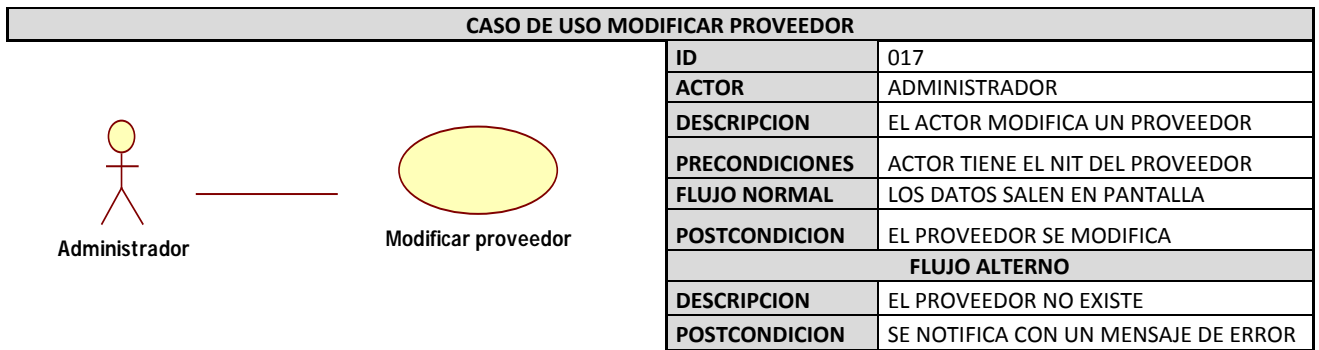 CASO DE USO MODIFICAR PROVEEDOR
ID 017
ACTOR ADMINISTRADOR
DESCRIPCION EL ACTOR MODIFICA UN PROVEEDOR
PRECONDICIONES ACTOR TIENE EL NIT DEL PROVEEDOR
FLUJO NORMAL LOS DATOS SALEN EN PANTALLA
POSTCONDICION EL PROVEEDOR SE MODIFICA
FLUJO ALTERNO
DESCRIPCION EL PROVEEDOR NO EXISTE
POSTCONDICION SE NOTIFICA CON UN MENSAJE DE ERROR
Administrador
Modificar proveedor